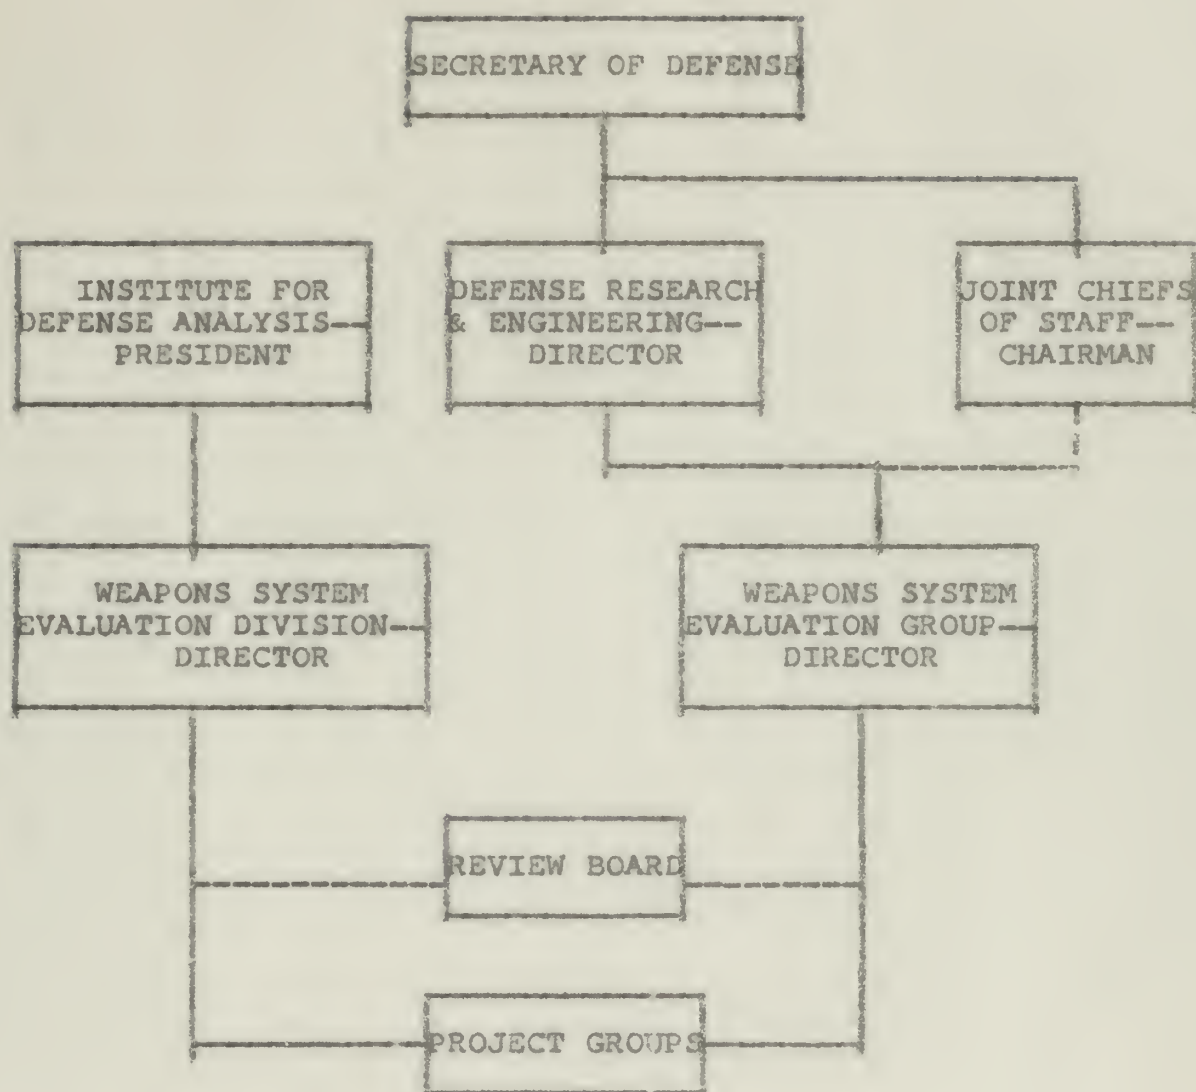 SECRETARY OF DEFENSE
INSTITUTE FOR
DEFENSE ANALYSIS--
PRESIDENT
DEFENSE RESEARCH
& ENGINEERING--
DIRECTOR
JOINT CHIEFS
OF STAFF--
CHAIRMAN
WEAPONS SYSTEM
EVALUATION DIVISION--
DIRECTOR
WEAPONS SYSTEM
EVALUATION GROUP--
DIRECTOR
REVIEW BOARD
PROJECT GROUPS